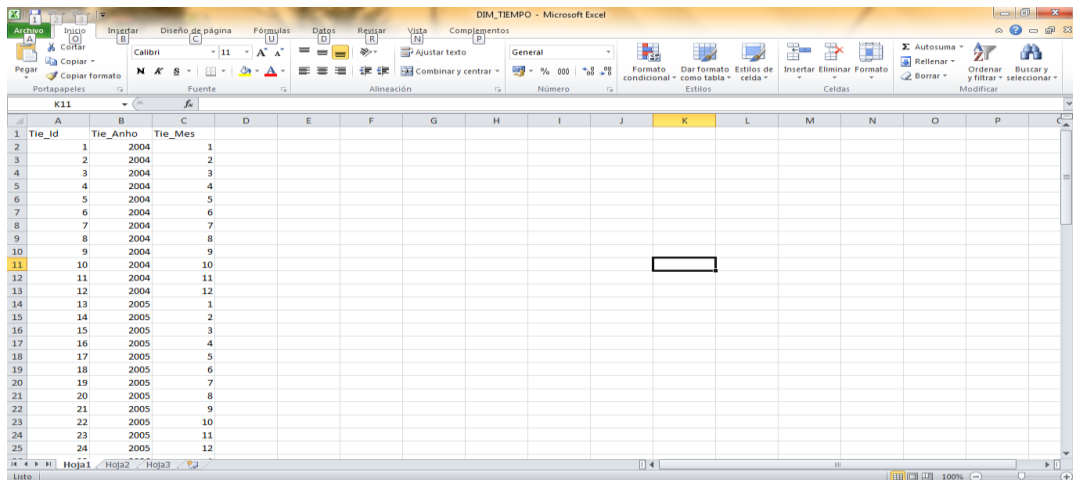 DIM_TIEMPO - Microsoft Excel
1 2 3
Archivo Inicio Insertar Diseño de página Fórmulas Datos Revisar Vista Complementos
A O B C U D R N P
Pegar
Cortar
Copiar
Copiar formato
Portapapeles
Calibri 11
N K S
Fuente
Ajustar texto
Combinar y centrar
Alineación
General
% 000
Número
Formato condicional
Dar formato como tabla
Estilos de celda
Estilos
Insertar Eliminar Formato
Celdas
Σ Autosuma
Rellenar
Borrar
Ordenar y filtrar
Buscar y seleccionar
Modificar
K11 fx
A B C D E F G H I J K L M N O P
1 Tie_Id Tie_Anho Tie_Mes
2 1 2004 1
3 2 2004 2
4 3 2004 3
5 4 2004 4
6 5 2004 5
7 6 2004 6
8 7 2004 7
9 8 2004 8
10 9 2004 9
11 10 2004 10
12 11 2004 11
13 12 2004 12
14 13 2005 1
15 14 2005 2
16 15 2005 3
17 16 2005 4
18 17 2005 5
19 18 2005 6
20 19 2005 7
21 20 2005 8
22 21 2005 9
23 22 2005 10
24 23 2005 11
25 24 2005 12
Hoja1 Hoja2 Hoja3
Listo 100%